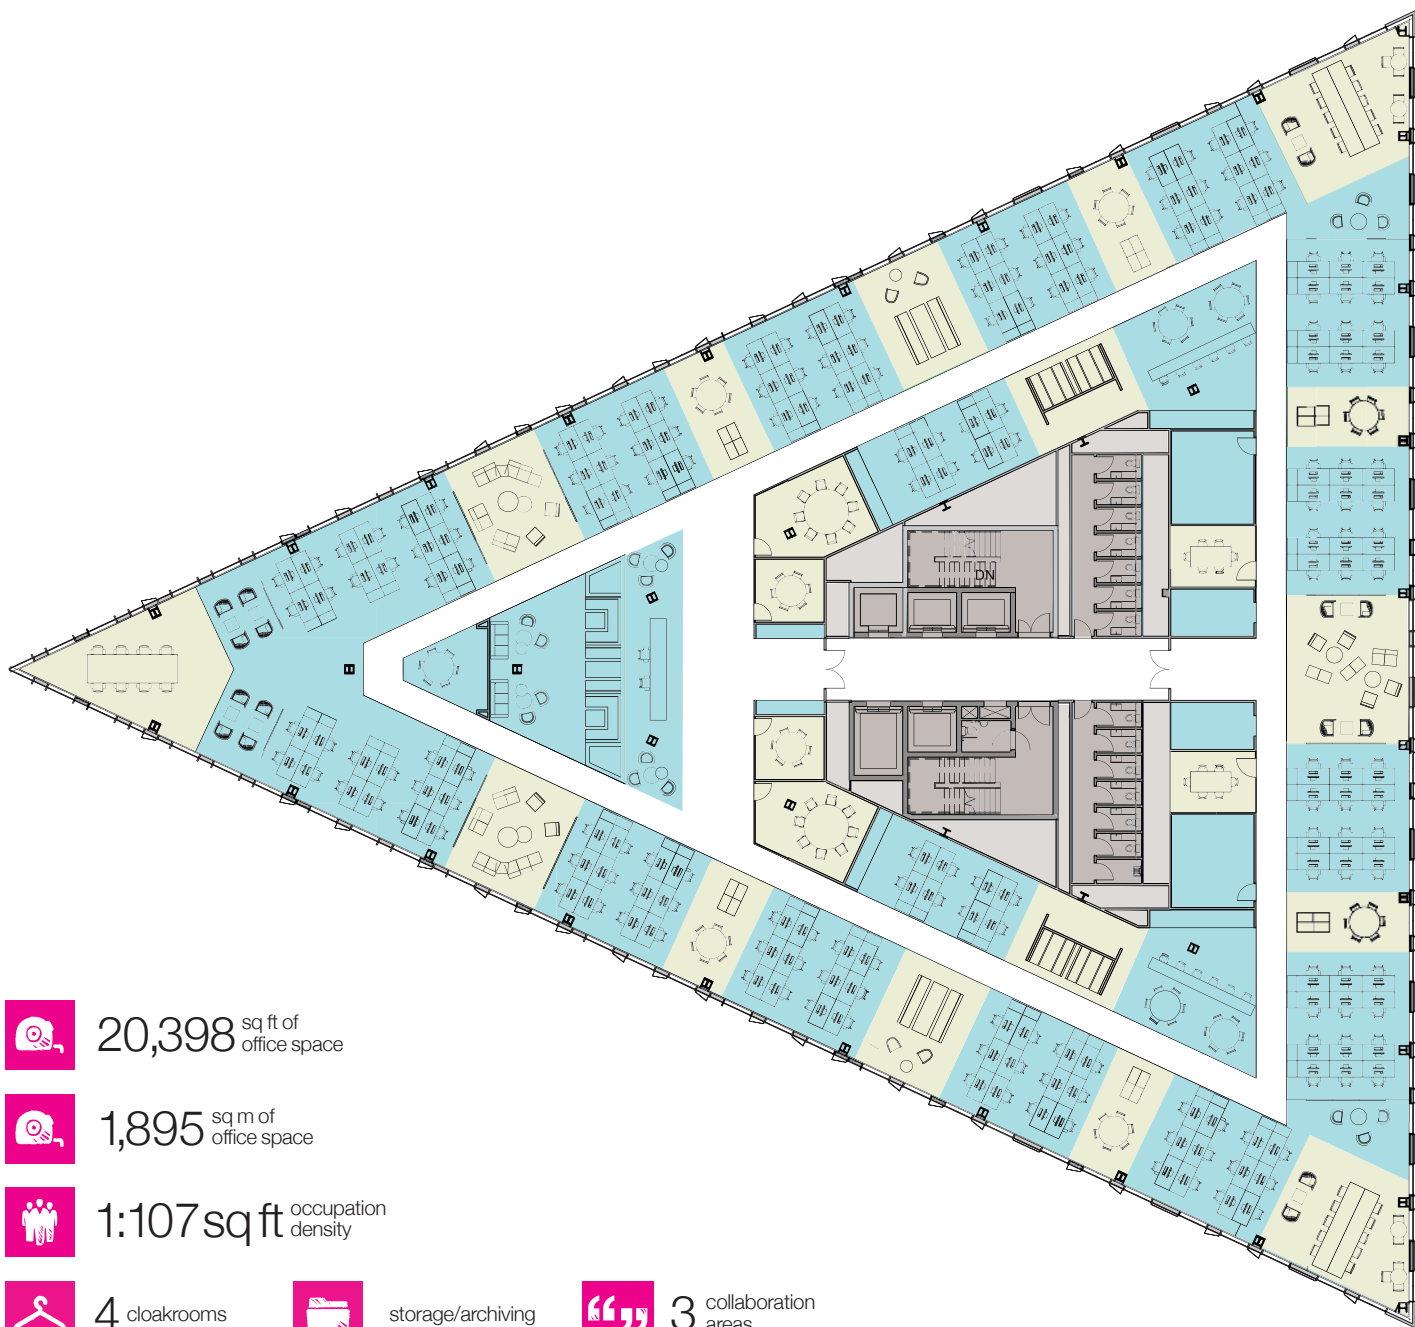 DN
20,398 sq ft of
office space
1,895 sq m of
office space
1:107 sq ft occupation
density
4 cloakrooms
storage/archiving
3 collaboration
areas